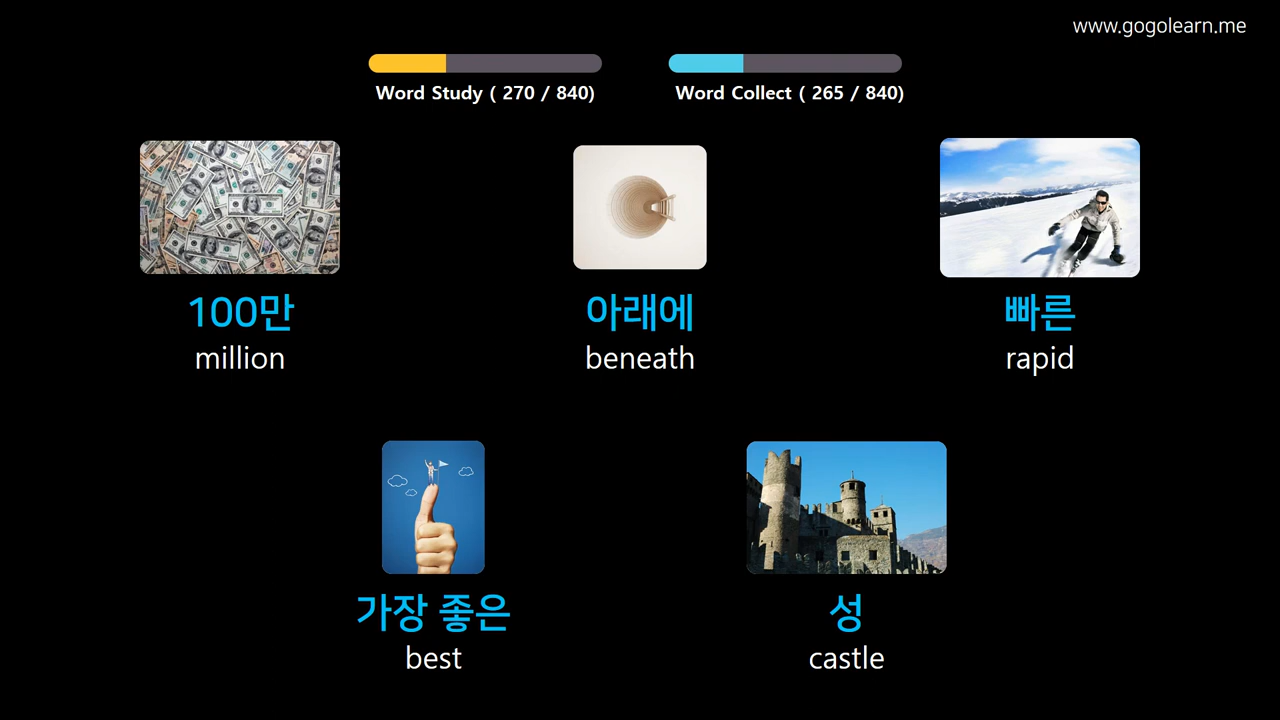 www.gogolearn.me
Word Study ( 270 / 840)
Word Collect ( 265 / 840)
100만
million
아래에
beneath
빠른
rapid
가장 좋은
best
성
castle